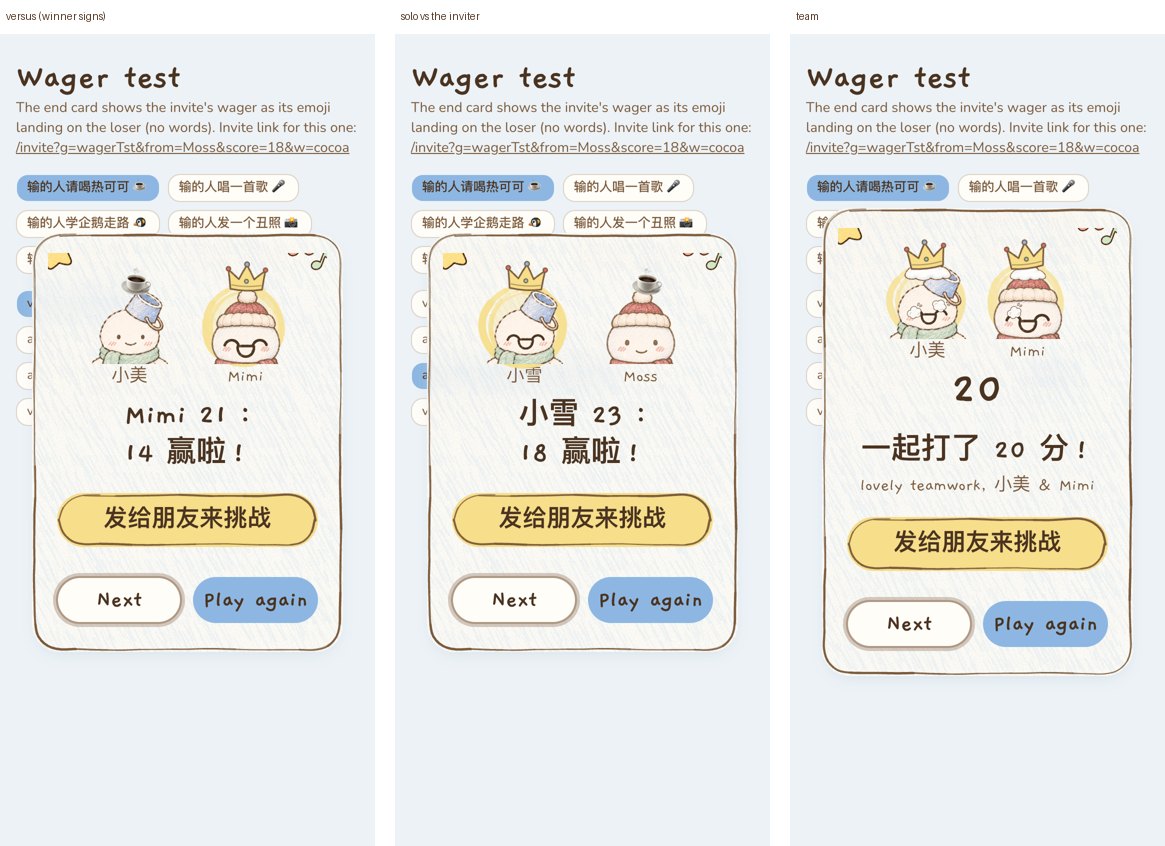 versus (winner signs)
Wager test
The end card shows the invite's wager as its emoji
landing on the loser (no words). Invite link for this one:
/invite?g=wagerTst&from=Moss&score=18&w=cocoa
输的人请喝热可可 ☕
输的人唱一首歌 🎤
输的人学企鹅走路 🐧
输的人发一个丑照 📸
小美
Mimi
Mimi 21 :
14 赢啦!
发给朋友来挑战
Next
Play again
solo vs the inviter
Wager test
The end card shows the invite's wager as its emoji
landing on the loser (no words). Invite link for this one:
/invite?g=wagerTst&from=Moss&score=18&w=cocoa
输的人请喝热可可 ☕
输的人唱一首歌 🎤
输的人学企鹅走路 🐧
输的人发一个丑照 📸
小雪
Moss
小雪 23 :
18 赢啦!
发给朋友来挑战
Next
Play again
team
Wager test
The end card shows the invite's wager as its emoji
landing on the loser (no words). Invite link for this one:
/invite?g=wagerTst&from=Moss&score=18&w=cocoa
输的人请喝热可可 ☕
输的人唱一首歌 🎤
小美
Mimi
20
一起打了 20 分!
lovely teamwork, 小美 & Mimi
发给朋友来挑战
Next
Play again